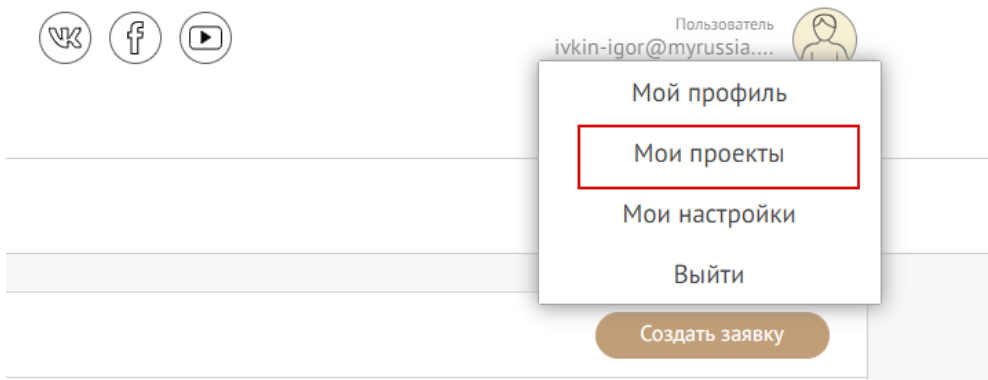 Пользователь
ivkin-igor@myrussia....
Мой профиль
Мои проекты
Мои настройки
Выйти
Создать заявку